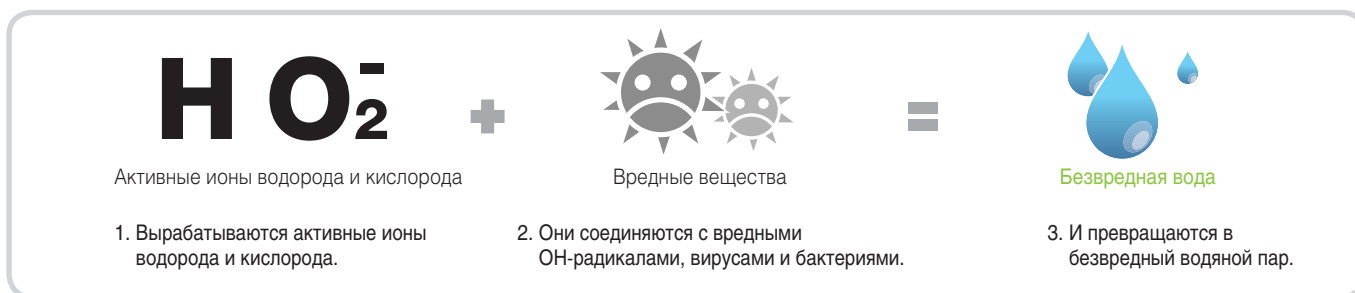 H O₂⁻
Активные ионы водорода и кислорода
Вредные вещества
Безвредная вода
1. Вырабатываются активные ионы
водорода и кислорода.
2. Они соединяются с вредными
ОН-радикалами, вирусами и бактериями.
3. И превращаются в
безвредный водяной пар.